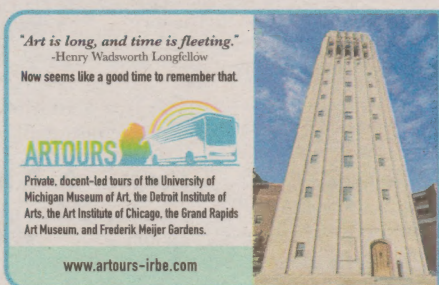 "Art is long, and time is fleeting."
-Henry Wadsworth Longfellow
Now seems like a good time to remember that.
ARTOURS
Private, docent-led tours of the University of
Michigan Museum of Art, the Detroit Institute of
Arts, the Art Institute of Chicago, the Grand Rapids
Art Museum, and Frederik Meijer Gardens.
www.artours-irbe.com